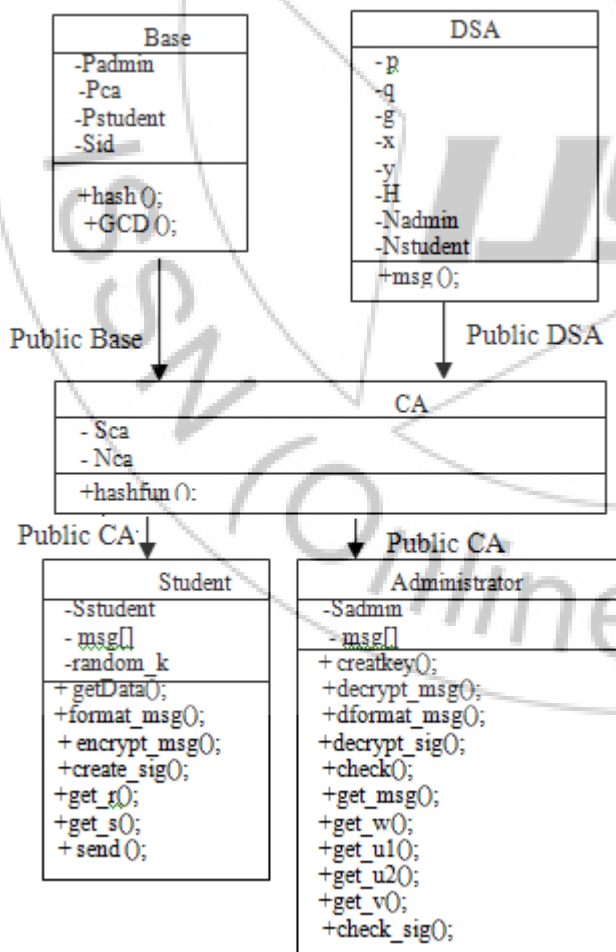 Base
-Padmin
-Pca
-Pstudent
-Sid
+hash ();
+GCD ();
DSA
-p
-q
-g
-x
-y
-H
-Nadmin
-Nstudent
+msg ();
Public Base
Public DSA
CA
- Sca
- Nca
+hashfun ();
Public CA
Public CA
Student
-Sstudent
- msg[]
-random_k
+ getData();
+format_msg();
+ encrypt_msg();
+create_sig();
+get_r();
+get_s();
+ send ();
Administrator
-Sadmin
- msg[]
+ creatkey();
+decrypt_msg();
+dformat_msg();
+decrypt_sig();
+check();
+get_msg();
+get_w();
+get_u1();
+get_u2();
+get_v();
+check_sig();
ISSN (Online